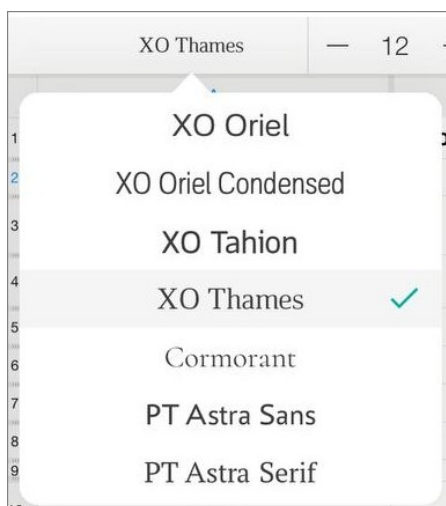 XO Thames — 12
XO Oriel
1
XO Oriel Condensed
2
XO Tahion
3
XO Thames
4
5
Cormorant
6
PT Astra Sans
7
8
PT Astra Serif
9